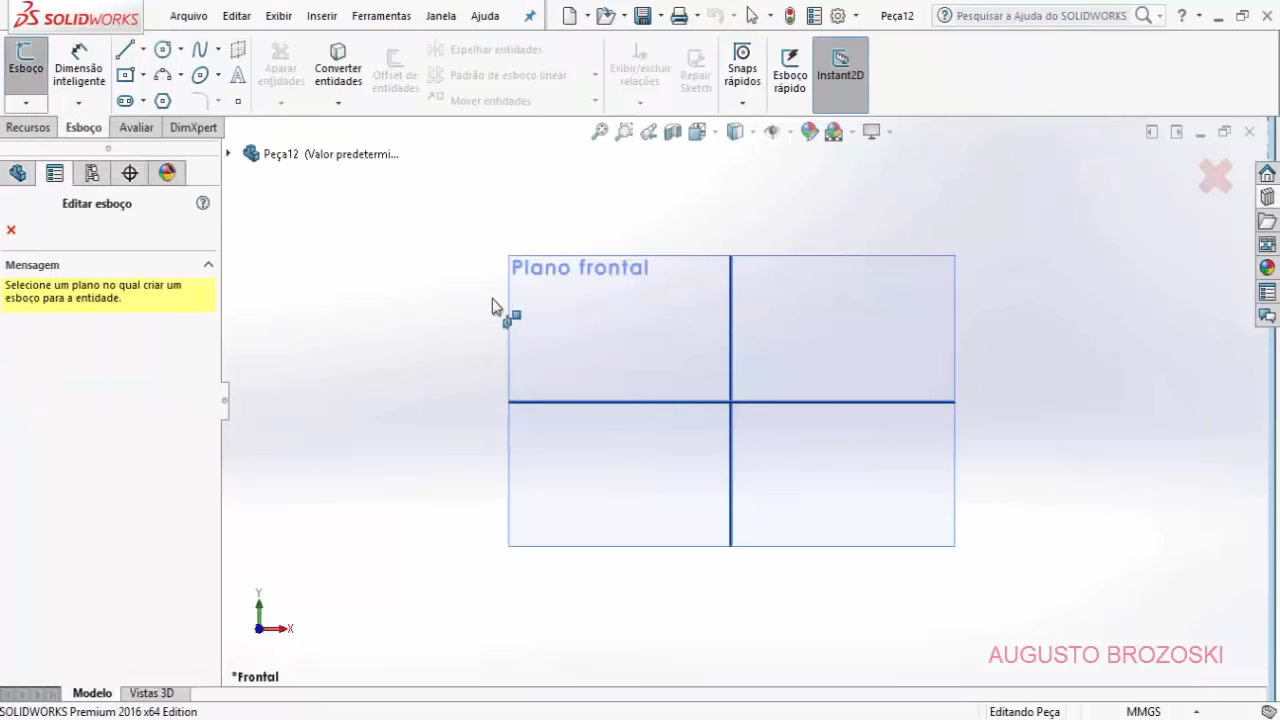 SOLIDWORKS
Arquivo Editar Exibir Inserir Ferramentas Janela Ajuda
Peça12
Pesquisar a Ajuda do SOLIDWORKS
Esboço
Dimensão inteligente
Aparar entidades
Converter entidades
Offset de entidades
Espelhar entidades
Padrão de esboço linear
Mover entidades
Exibir/excluir relações
Repair Sketch
Snaps rápidos
Esboço rápido
Instant2D
Recursos Esboço Avaliar DimXpert
Peça12 (Valor predetermi...
Editar esboço
Mensagem
Selecione um plano no qual criar um
esboço para a entidade.
Plano frontal
Y
X
*Frontal
AUGUSTO BROZOSKI
Modelo Vistas 3D
SOLIDWORKS Premium 2016 x64 Edition
Editando Peça
MMGS